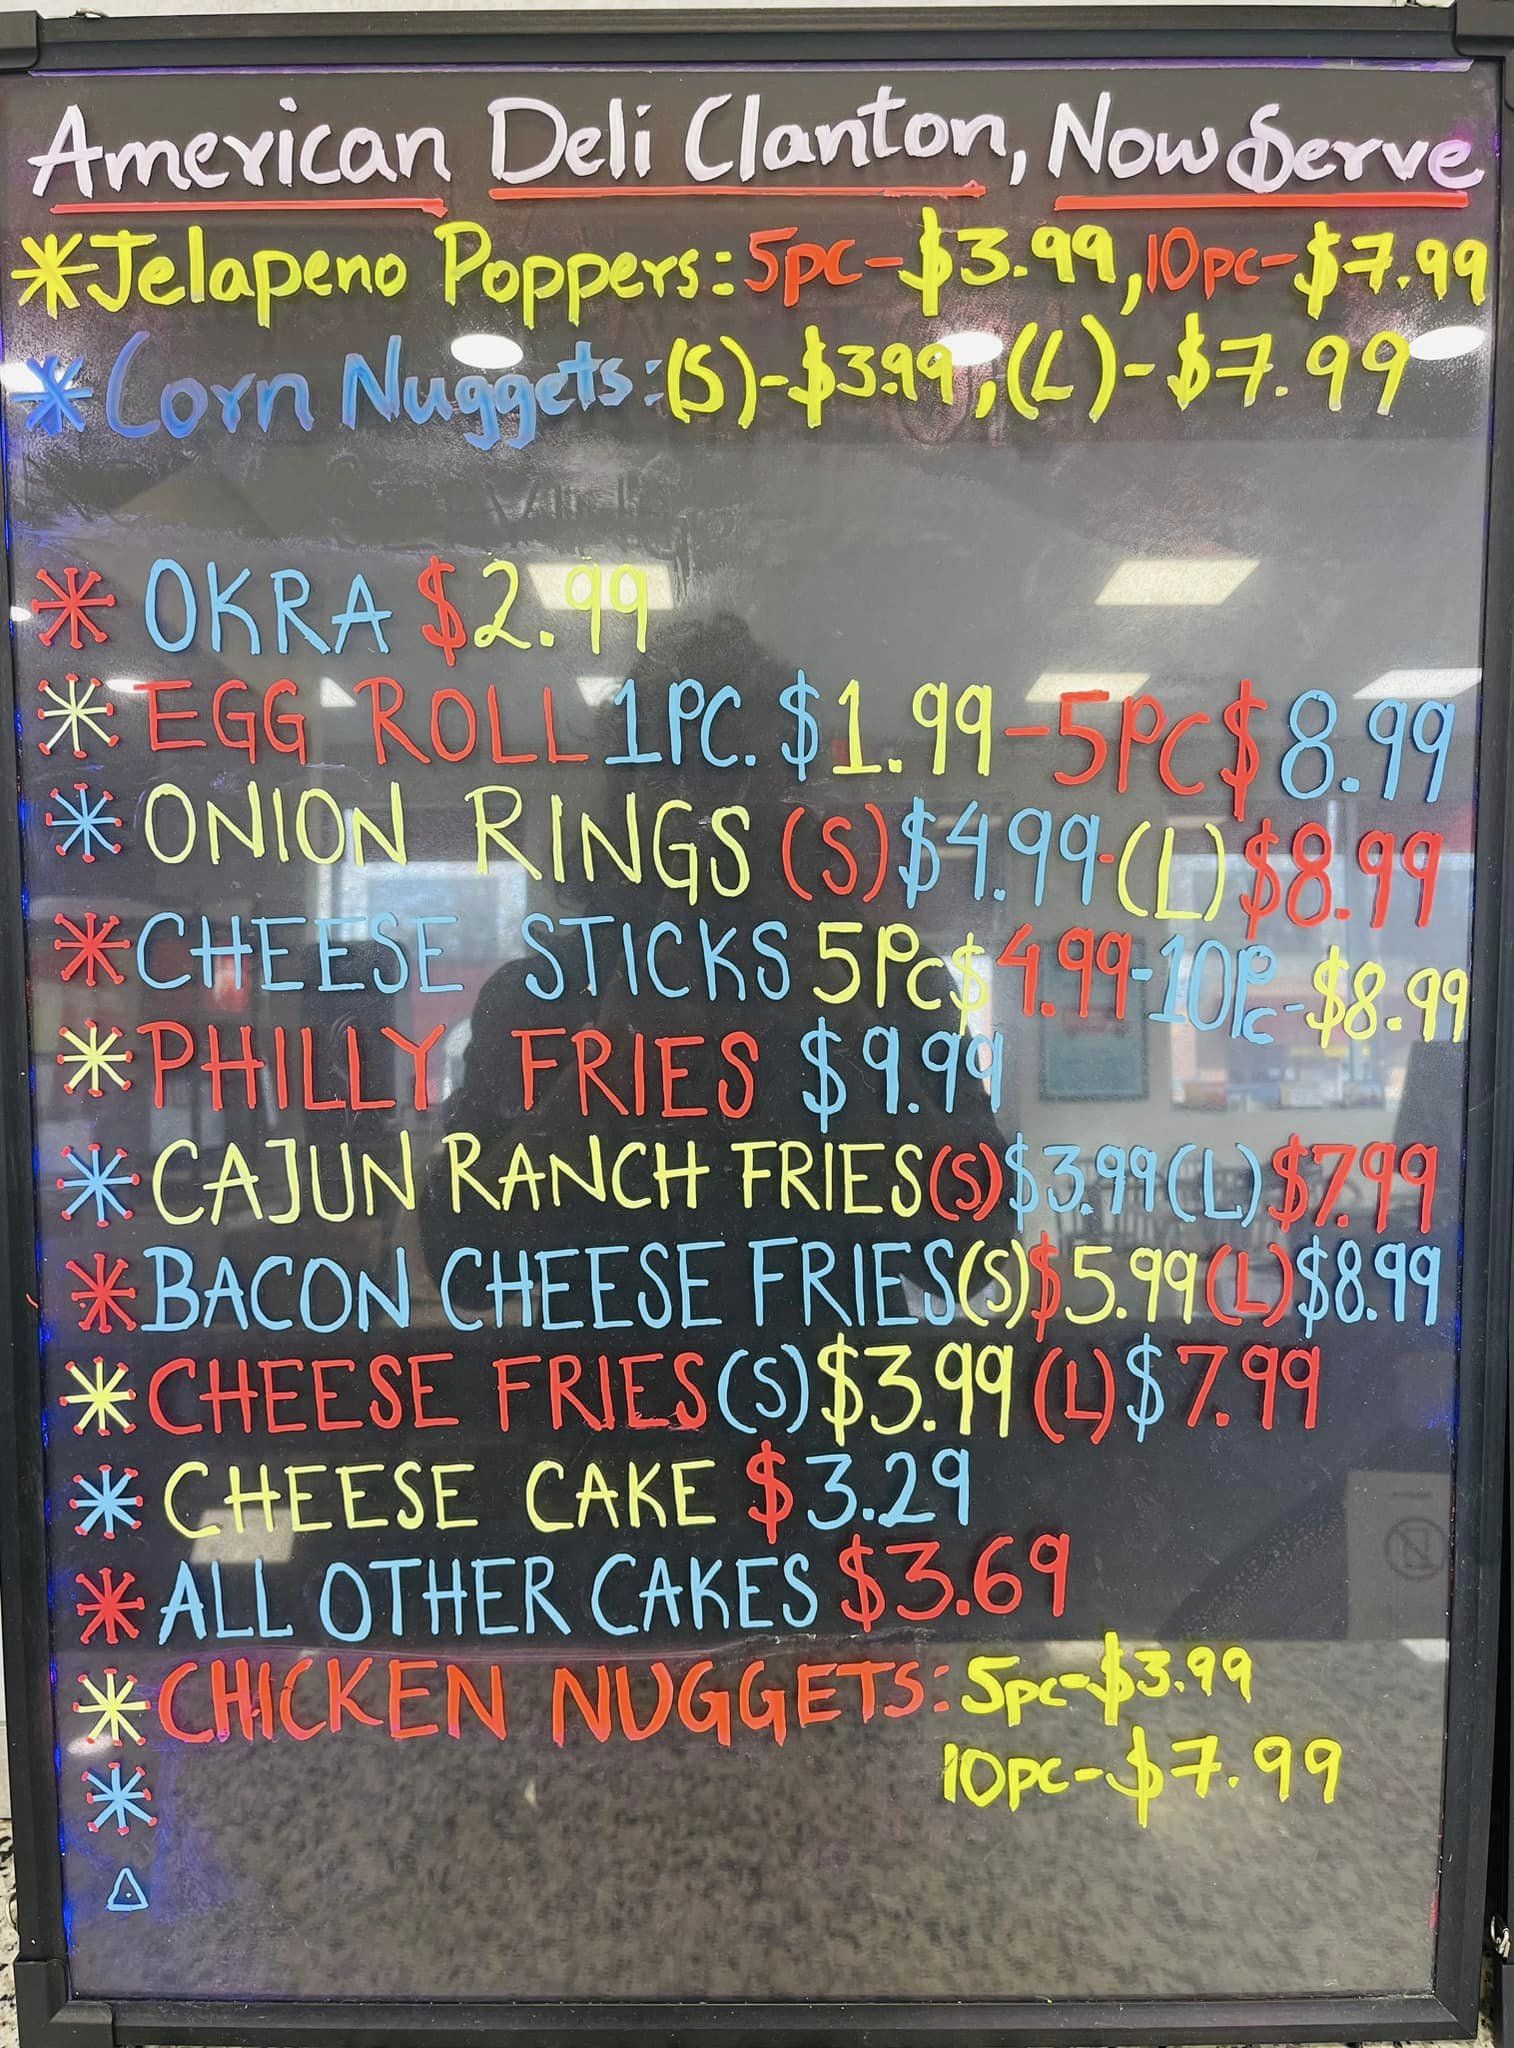 American Deli Clanton, Now Serve
*Jelapeno Poppers: 5pc-$3.99, 10pc-$7.99
*Corn Nuggets: (S)-$3.99, (L)-$7.99
* OKRA $2.99
* EGG ROLL 1PC. $1.99-5PC $8.99
* ONION RINGS (S) $4.99-(L) $8.99
* CHEESE STICKS 5Pc $4.99-10Pc-$8.99
* PHILLY FRIES $9.99
* CAJUN RANCH FRIES (S) $3.99 (L) $7.99
* BACON CHEESE FRIES (S) $5.99 (L) $8.99
* CHEESE FRIES (S) $3.99 (L) $7.99
* CHEESE CAKE $3.29
* ALL OTHER CAKES $3.69
* CHICKEN NUGGETS: 5pc-$3.99
10pc-$7.99
*